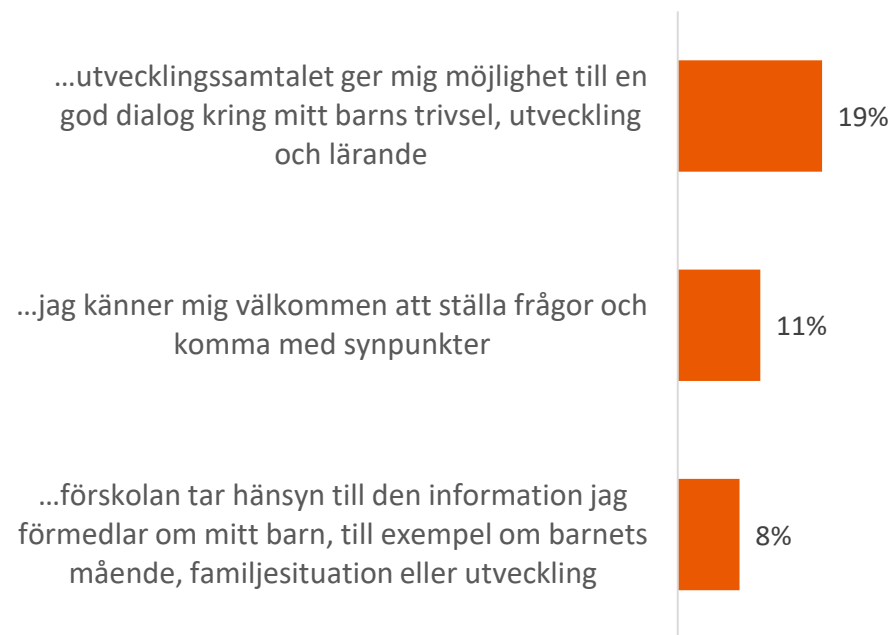 …utvecklingssamtalet ger mig möjlighet till en
god dialog kring mitt barns trivsel, utveckling
och lärande
19%
…jag känner mig välkommen att ställa frågor och
komma med synpunkter
11%
…förskolan tar hänsyn till den information jag
förmedlar om mitt barn, till exempel om barnets
mående, familjesituation eller utveckling
8%